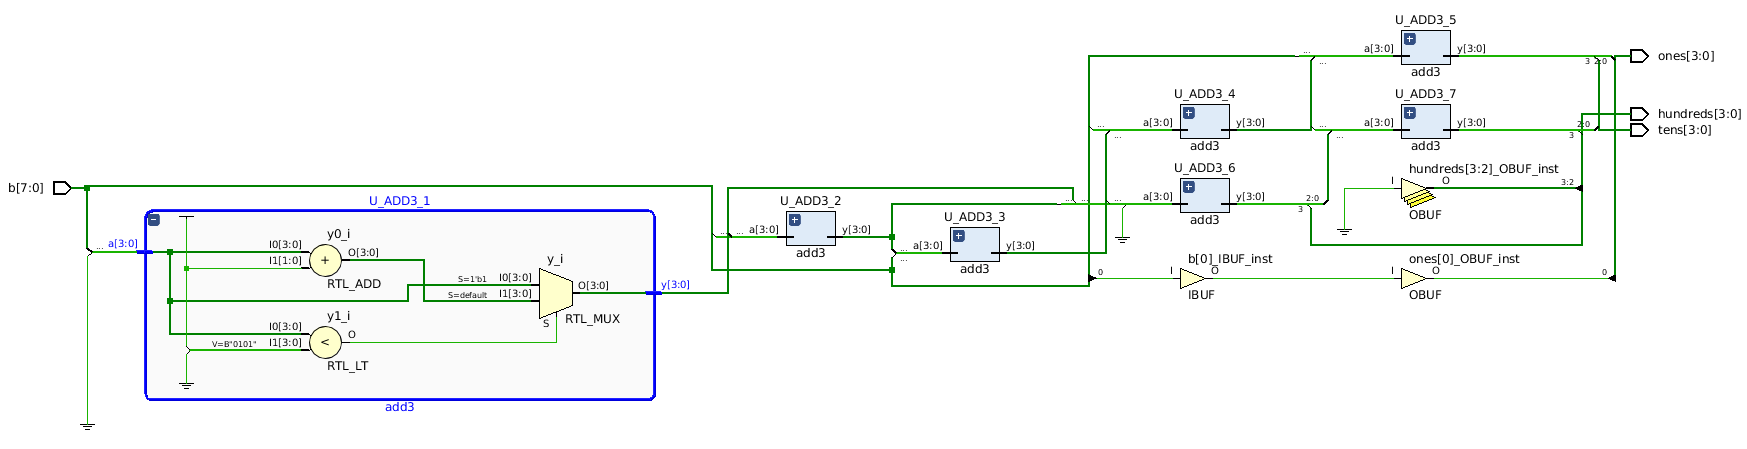 U_ADD3_5
a[3:0]
y[3:0]
add3
...
...
3
2:0
ones[3:0]
U_ADD3_4
a[3:0]
y[3:0]
add3
...
...
U_ADD3_7
a[3:0]
y[3:0]
add3
...
...
2:0
3
hundreds[3:0]
tens[3:0]
U_ADD3_6
a[3:0]
y[3:0]
add3
...
...
...
2:0
3
hundreds[3:2]_OBUF_inst
I
O
OBUF
3:2
b[7:0]
U_ADD3_1
...
a[3:0]
y0_i
I0[3:0]
I1[1:0]
O[3:0]
RTL_ADD
y1_i
I0[3:0]
V=B"0101"
I1[3:0]
O
RTL_LT
y_i
S=1'b1
I0[3:0]
S=default
I1[3:0]
O[3:0]
S
RTL_MUX
y[3:0]
add3
U_ADD3_2
...
...
a[3:0]
y[3:0]
add3
U_ADD3_3
...
...
a[3:0]
y[3:0]
add3
b[0]_IBUF_inst
0
I
O
IBUF
ones[0]_OBUF_inst
I
O
OBUF
0